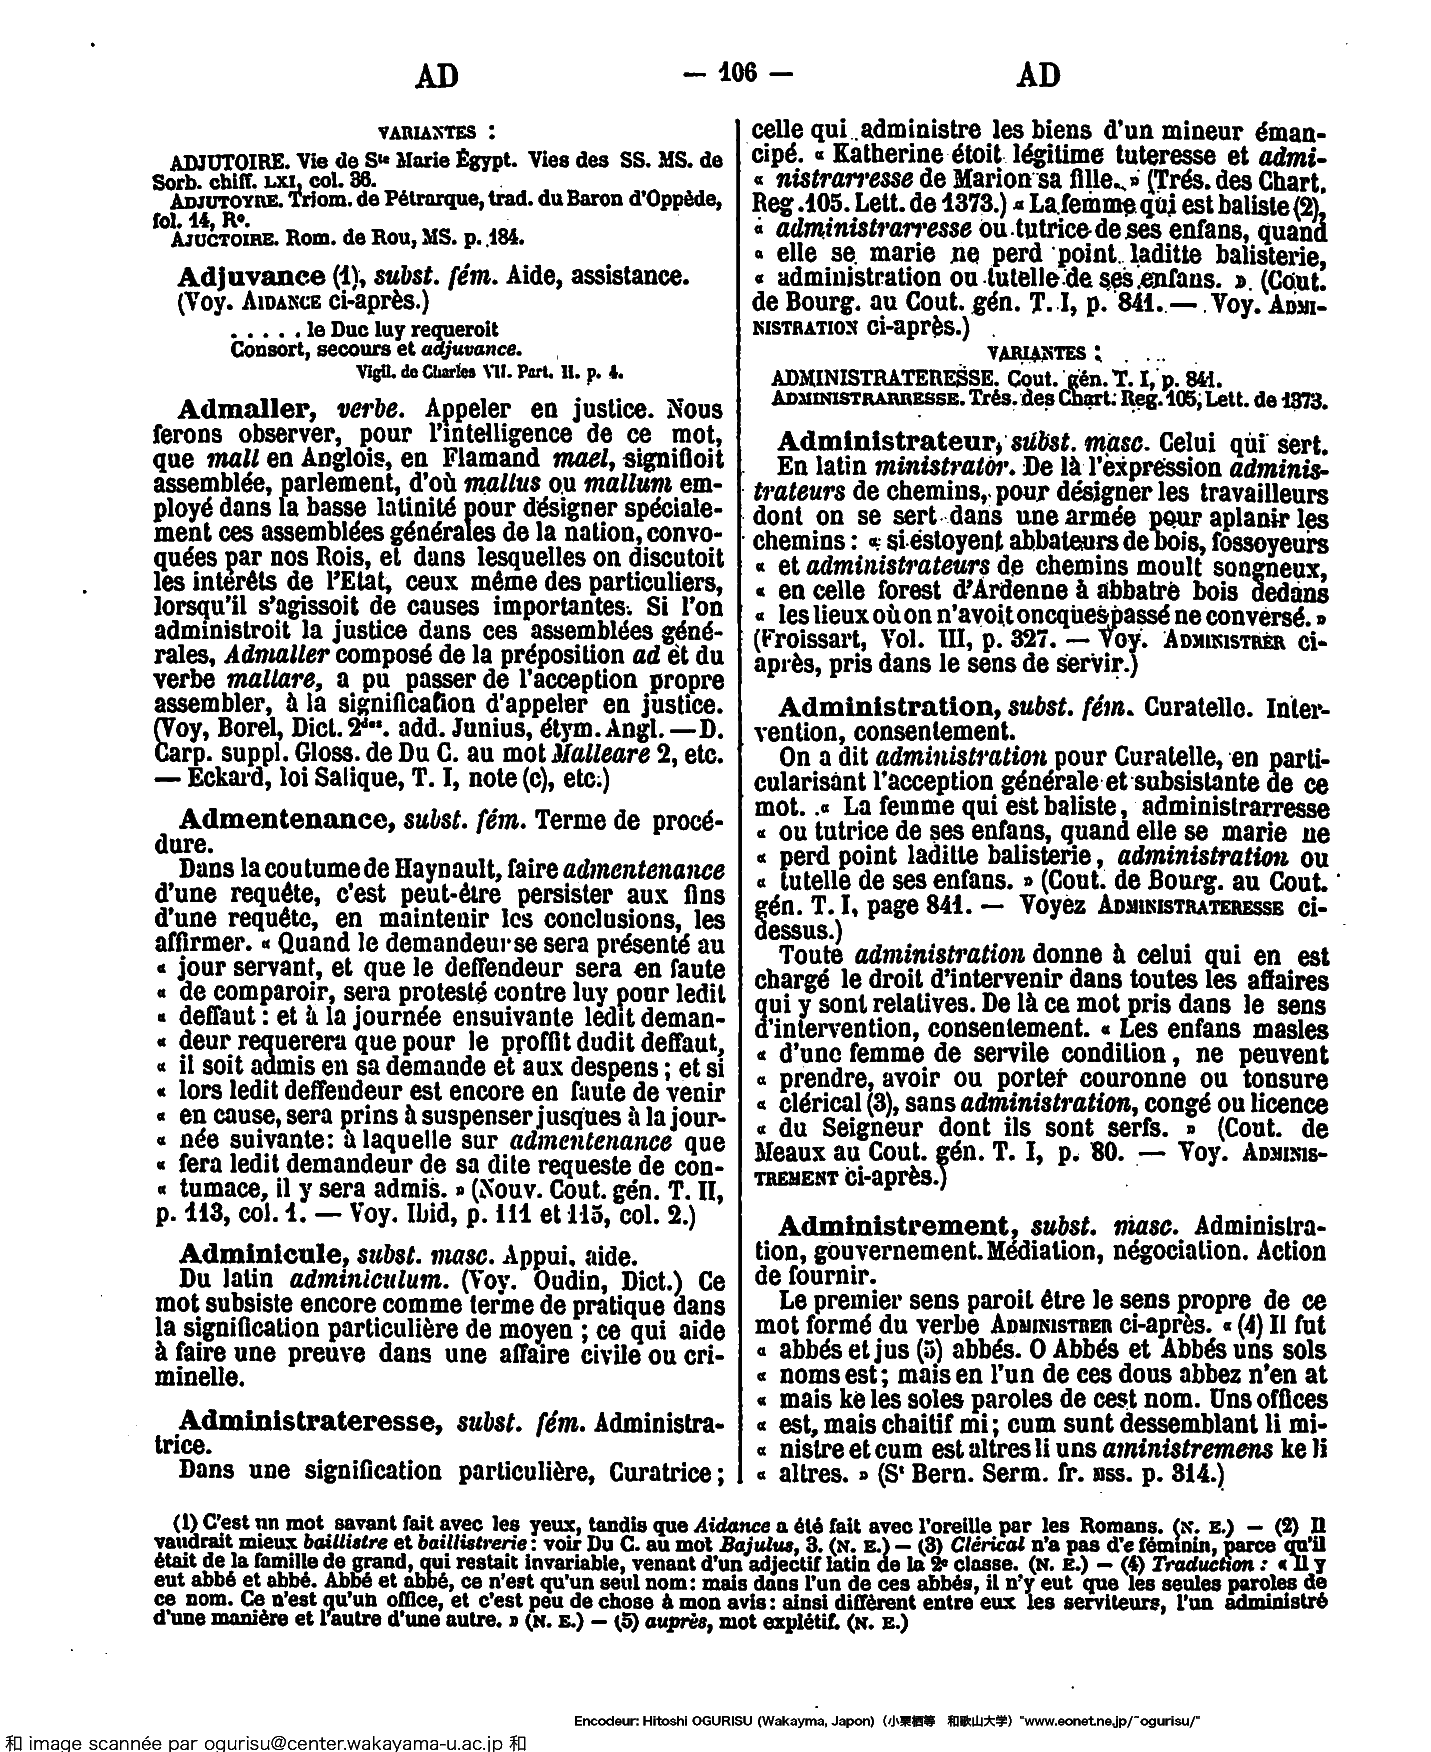 AD
— 106 —
AD
VARIANTES :
ADJUTOIRE. Vie de Ste Marie Égypt. Vies des SS. MS. de
Sorb. chiff. LXI, col. 36.
ADJUTOYRE. Triom. de Pétrarque, trad. du Baron d'Oppède,
fol. 14, R°.
AJUCTOIRE. Rom. de Rou, MS. p. 184.
Adjuvance (1), subst. fém. Aide, assistance.
(Voy. AIDANCE ci-après.)
. . . . . le Duc luy requeroit
Consort, secours et adjuvance.
Vigil. de Charles VII. Part. II. p. 4.
Admaller, verbe. Appeler en justice. Nous
ferons observer, pour l'intelligence de ce mot,
que mall en Anglois, en Flamand mael, signifioit
assemblée, parlement, d'où mallus ou mallum em-
ployé dans la basse latinité pour désigner spéciale-
ment ces assemblées générales de la nation, convo-
quées par nos Rois, et dans lesquelles on discutoit
les intérêts de l'Etat, ceux même des particuliers,
lorsqu'il s'agissoit de causes importantes. Si l'on
administroit la justice dans ces assemblées géné-
rales, Admaller composé de la préposition ad et du
verbe mallare, a pu passer de l'acception propre
assembler, à la signification d'appeler en justice.
(Voy, Borel, Dict. 2des. add. Junius, étym. Angl. — D.
Carp. suppl. Gloss. de Du C. au mot Malleare 2, etc.
— Eckard, loi Salique, T. I, note (c), etc.)
Admentenance, subst. fém. Terme de procé-
dure.
Dans la coutume de Haynault, faire admentenance
d'une requête, c'est peut-être persister aux fins
d'une requête, en maintenir les conclusions, les
affirmer. « Quand le demandeur se sera présenté au
« jour servant, et que le deffendeur sera en faute
« de comparoir, sera protesté contre luy pour ledit
« deffaut : et à la journée ensuivante ledit deman-
« deur requerera que pour le proffit dudit deffaut,
« il soit admis en sa demande et aux despens ; et si
« lors ledit deffendeur est encore en faute de venir
« en cause, sera prins à suspenser jusques à la jour-
« née suivante : à laquelle sur admentenance que
« fera ledit demandeur de sa dite requeste de con-
« tumace, il y sera admis. » (Nouv. Cout. gén. T. II,
p. 113, col. 1. — Voy. Ibid, p. 111 et 115, col. 2.)
Adminicule, subst. masc. Appui, aide.
Du latin adminiculum. (Voy. Oudin, Dict.) Ce
mot subsiste encore comme terme de pratique dans
la signification particulière de moyen ; ce qui aide
à faire une preuve dans une affaire civile ou cri-
minelle.
Administrateresse, subst. fém. Administra-
trice.
Dans une signification particulière, Curatrice ;
celle qui administre les biens d'un mineur éman-
cipé. « Katherine étoit légitime tuteresse et admi-
« nistrarresse de Marion sa fille. » (Trés. des Chart.
Reg. 105. Lett. de 1373.) « La femme qui est baliste (2),
« administrarresse ou tutrice de ses enfans, quand
« elle se marie ne perd point laditte balisterie,
« administration ou tutelle de ses enfans. » (Cout.
de Bourg. au Cout. gén. T. I, p. 841. — Voy. ADMI-
NISTRATION ci-après.)
VARIANTES :
ADMINISTRATERESSE. Cout. gén. T. I, p. 841.
ADMINISTRARRESSE. Trés. des Chart. Reg. 105, Lett. de 1373.
Administrateur, subst. masc. Celui qui sert.
En latin ministrator. De là l'expression adminis-
trateurs de chemins, pour désigner les travailleurs
dont on se sert dans une armée pour aplanir les
chemins : « si estoyent abbateurs de bois, fossoyeurs
« et administrateurs de chemins moult songneux,
« en celle forest d'Ardenne à abbatre bois dedans
« les lieux où on n'avoit oncques passé ne conversé. »
(Froissart, Vol. III, p. 327. — Voy. ADMINISTRER ci-
après, pris dans le sens de servir.)
Administration, subst. fém. Curatelle. Inter-
vention, consentement.
On a dit administration pour Curatelle, en parti-
cularisant l'acception générale et subsistante de ce
mot. « La femme qui est baliste, administrarresse
« ou tutrice de ses enfans, quand elle se marie ne
« perd point laditte balisterie, administration ou
« tutelle de ses enfans. » (Cout. de Bourg. au Cout.
gén. T. I, page 841. — Voyez ADMINISTRATERESSE ci-
dessus.)
Toute administration donne à celui qui en est
chargé le droit d'intervenir dans toutes les affaires
qui y sont relatives. De là ce mot pris dans le sens
d'intervention, consentement. « Les enfans masles
« d'une femme de servile condition, ne peuvent
« prendre, avoir ou porter couronne ou tonsure
« clérical (3), sans administration, congé ou licence
« du Seigneur dont ils sont serfs. » (Cout. de
Meaux au Cout. gén. T. I, p. 80. — Voy. ADMINIS-
TREMENT ci-après.)
Administrement, subst. masc. Administra-
tion, gouvernement. Médiation, négociation. Action
de fournir.
Le premier sens paroît être le sens propre de ce
mot formé du verbe ADMINISTRER ci-après. « (4) Il fut
« abbés et jus (5) abbés. O Abbés et Abbés uns sols
« noms est ; mais en l'un de ces dous abbez n'en at
« mais ke les soles paroles de cest nom. Uns offices
« est, mais chaitif mi ; cum sunt dessemblant li mi-
« nistre et cum est altres li uns aministremens ke li
« altres. » (St Bern. Serm. fr. MSS. p. 314.)
(1) C'est un mot savant fait avec les yeux, tandis que Aidance a été fait avec l'oreille par les Romans. (N. E.) — (2) Il
vaudrait mieux baillistre et baillistrerie : voir Du C. au mot Bajulus, 3. (N. E.) — (3) Clérical n'a pas d'e féminin, parce qu'il
était de la famille de grand, qui restait invariable, venant d'un adjectif latin de la 2e classe. (N. E.) — (4) Traduction : « Il y
eut abbé et abbé. Abbé et abbé, ce n'est qu'un seul nom : mais dans l'un de ces abbés, il n'y eut que les seules paroles de
ce nom. Ce n'est qu'un office, et c'est peu de chose à mon avis : ainsi diffèrent entre eux les serviteurs, l'un administré
d'une manière et l'autre d'une autre. » (N. E.) — (5) auprès, mot explétif. (N. E.)
Encodeur: Hitoshi OGURISU (Wakayma, Japon)（小栗栖等　和歌山大学）"www.eonet.ne.jp/~ogurisu/"
和 image scannée par ogurisu@center.wakayama-u.ac.jp 和